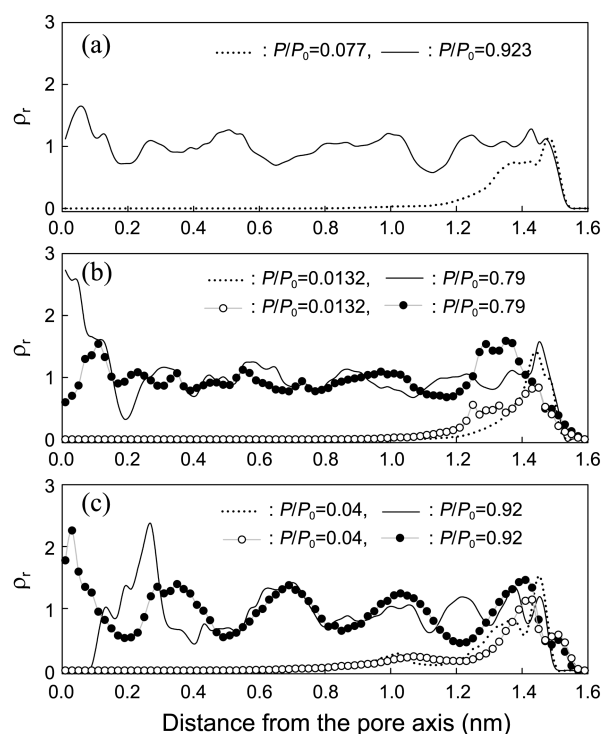 3
(a)
: P/P₀=0.077, : P/P₀=0.923
2
ρr
1
0
0.0 0.2 0.4 0.6 0.8 1.0 1.2 1.4 1.6
3
(b)
: P/P₀=0.0132, : P/P₀=0.79
: P/P₀=0.0132, : P/P₀=0.79
2
ρr
1
0
0.0 0.2 0.4 0.6 0.8 1.0 1.2 1.4 1.6
3
(c)
: P/P₀=0.04, : P/P₀=0.92
: P/P₀=0.04, : P/P₀=0.92
2
ρr
1
0
0.0 0.2 0.4 0.6 0.8 1.0 1.2 1.4 1.6
Distance from the pore axis (nm)